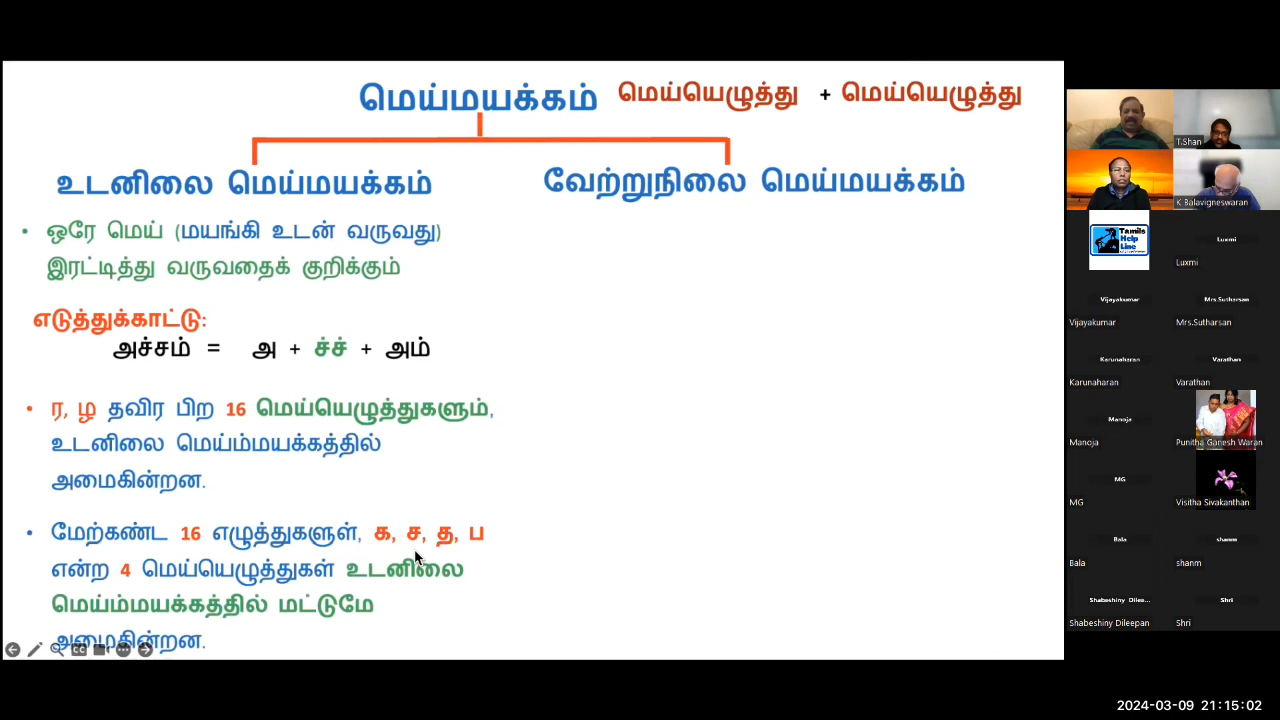 மெய்மயக்கம் மெய்யெழுத்து + மெய்யெழுத்து
உடனிலை மெய்மயக்கம்
வேற்றுநிலை மெய்மயக்கம்
• ஒரே மெய் (மயங்கி உடன் வருவது)
இரட்டித்து வருவதைக் குறிக்கும்
எடுத்துக்காட்டு:
அச்சம் = அ + ச்ச் + அம்
• ர, ழ தவிர பிற 16 மெய்யெழுத்துகளும்,
உடனிலை மெய்ம்மயக்கத்தில்
அமைகின்றன.
• மேற்கண்ட 16 எழுத்துகளுள், க, ச, த, ப
என்ற 4 மெய்யெழுத்துகள் உடனிலை
மெய்ம்மயக்கத்தில் மட்டுமே
அமைகின்றன.
T.Shan
K Balavigneswaran
Tamils
Help
Line
Luxmi
Luxmi
Vijayakumar
Mrs.Sutharsan
Vijayakumar
Mrs.Sutharsan
Karunaharan
Varathan
Karunaharan
Varathan
Manoja
Manoja
Punitha Ganesh Waran
MG
MG
Visitha Sivakanthan
Bala
shanm
Bala
shanm
Shabeshiny Dilee...
Shri
Shabeshiny Dileepan
Shri
2024-03-09 21:15:02